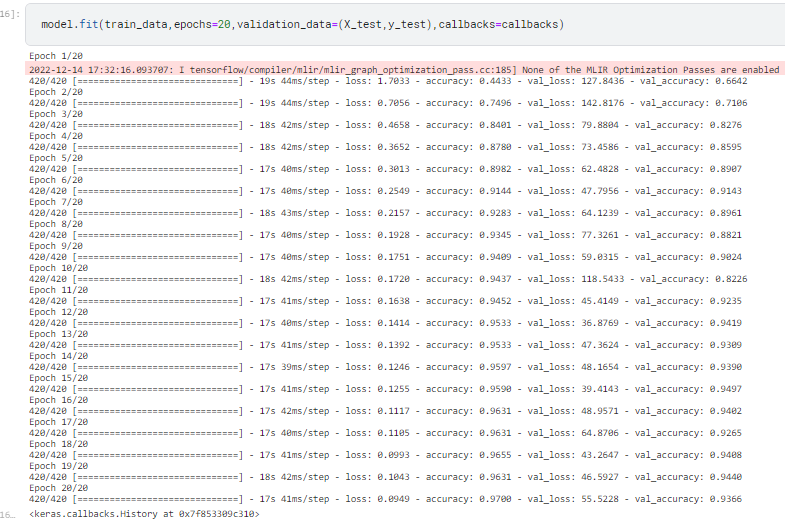 16]:
model.fit(train_data,epochs=20,validation_data=(X_test,y_test),callbacks=callbacks)
Epoch 1/20
2022-12-14 17:32:16.093707: I tensorflow/compiler/mlir/mlir_graph_optimization_pass.cc:185] None of the MLIR Optimization Passes are enabled
420/420 [==============================] - 19s 44ms/step - loss: 1.7033 - accuracy: 0.4433 - val_loss: 127.8436 - val_accuracy: 0.6642
Epoch 2/20
420/420 [==============================] - 19s 44ms/step - loss: 0.7056 - accuracy: 0.7496 - val_loss: 142.8176 - val_accuracy: 0.7106
Epoch 3/20
420/420 [==============================] - 18s 42ms/step - loss: 0.4658 - accuracy: 0.8401 - val_loss: 79.8804 - val_accuracy: 0.8276
Epoch 4/20
420/420 [==============================] - 18s 42ms/step - loss: 0.3652 - accuracy: 0.8780 - val_loss: 73.4586 - val_accuracy: 0.8595
Epoch 5/20
420/420 [==============================] - 17s 40ms/step - loss: 0.3013 - accuracy: 0.8982 - val_loss: 62.4828 - val_accuracy: 0.8907
Epoch 6/20
420/420 [==============================] - 17s 40ms/step - loss: 0.2549 - accuracy: 0.9144 - val_loss: 47.7956 - val_accuracy: 0.9143
Epoch 7/20
420/420 [==============================] - 18s 43ms/step - loss: 0.2157 - accuracy: 0.9283 - val_loss: 64.1239 - val_accuracy: 0.8961
Epoch 8/20
420/420 [==============================] - 17s 40ms/step - loss: 0.1928 - accuracy: 0.9345 - val_loss: 77.3261 - val_accuracy: 0.8821
Epoch 9/20
420/420 [==============================] - 17s 40ms/step - loss: 0.1751 - accuracy: 0.9409 - val_loss: 59.0315 - val_accuracy: 0.9024
Epoch 10/20
420/420 [==============================] - 18s 42ms/step - loss: 0.1720 - accuracy: 0.9437 - val_loss: 118.5433 - val_accuracy: 0.8226
Epoch 11/20
420/420 [==============================] - 17s 41ms/step - loss: 0.1638 - accuracy: 0.9452 - val_loss: 45.4149 - val_accuracy: 0.9235
Epoch 12/20
420/420 [==============================] - 17s 40ms/step - loss: 0.1414 - accuracy: 0.9533 - val_loss: 36.8769 - val_accuracy: 0.9419
Epoch 13/20
420/420 [==============================] - 17s 41ms/step - loss: 0.1392 - accuracy: 0.9533 - val_loss: 47.3624 - val_accuracy: 0.9309
Epoch 14/20
420/420 [==============================] - 17s 39ms/step - loss: 0.1246 - accuracy: 0.9597 - val_loss: 48.1654 - val_accuracy: 0.9390
Epoch 15/20
420/420 [==============================] - 17s 41ms/step - loss: 0.1255 - accuracy: 0.9590 - val_loss: 39.4143 - val_accuracy: 0.9497
Epoch 16/20
420/420 [==============================] - 17s 42ms/step - loss: 0.1117 - accuracy: 0.9631 - val_loss: 48.9571 - val_accuracy: 0.9402
Epoch 17/20
420/420 [==============================] - 17s 40ms/step - loss: 0.1105 - accuracy: 0.9631 - val_loss: 64.8706 - val_accuracy: 0.9265
Epoch 18/20
420/420 [==============================] - 17s 41ms/step - loss: 0.0993 - accuracy: 0.9655 - val_loss: 43.2647 - val_accuracy: 0.9408
Epoch 19/20
420/420 [==============================] - 18s 42ms/step - loss: 0.1043 - accuracy: 0.9631 - val_loss: 46.5927 - val_accuracy: 0.9440
Epoch 20/20
420/420 [==============================] - 17s 41ms/step - loss: 0.0949 - accuracy: 0.9700 - val_loss: 55.5228 - val_accuracy: 0.9366
16… <keras.callbacks.History at 0x7f853309c310>